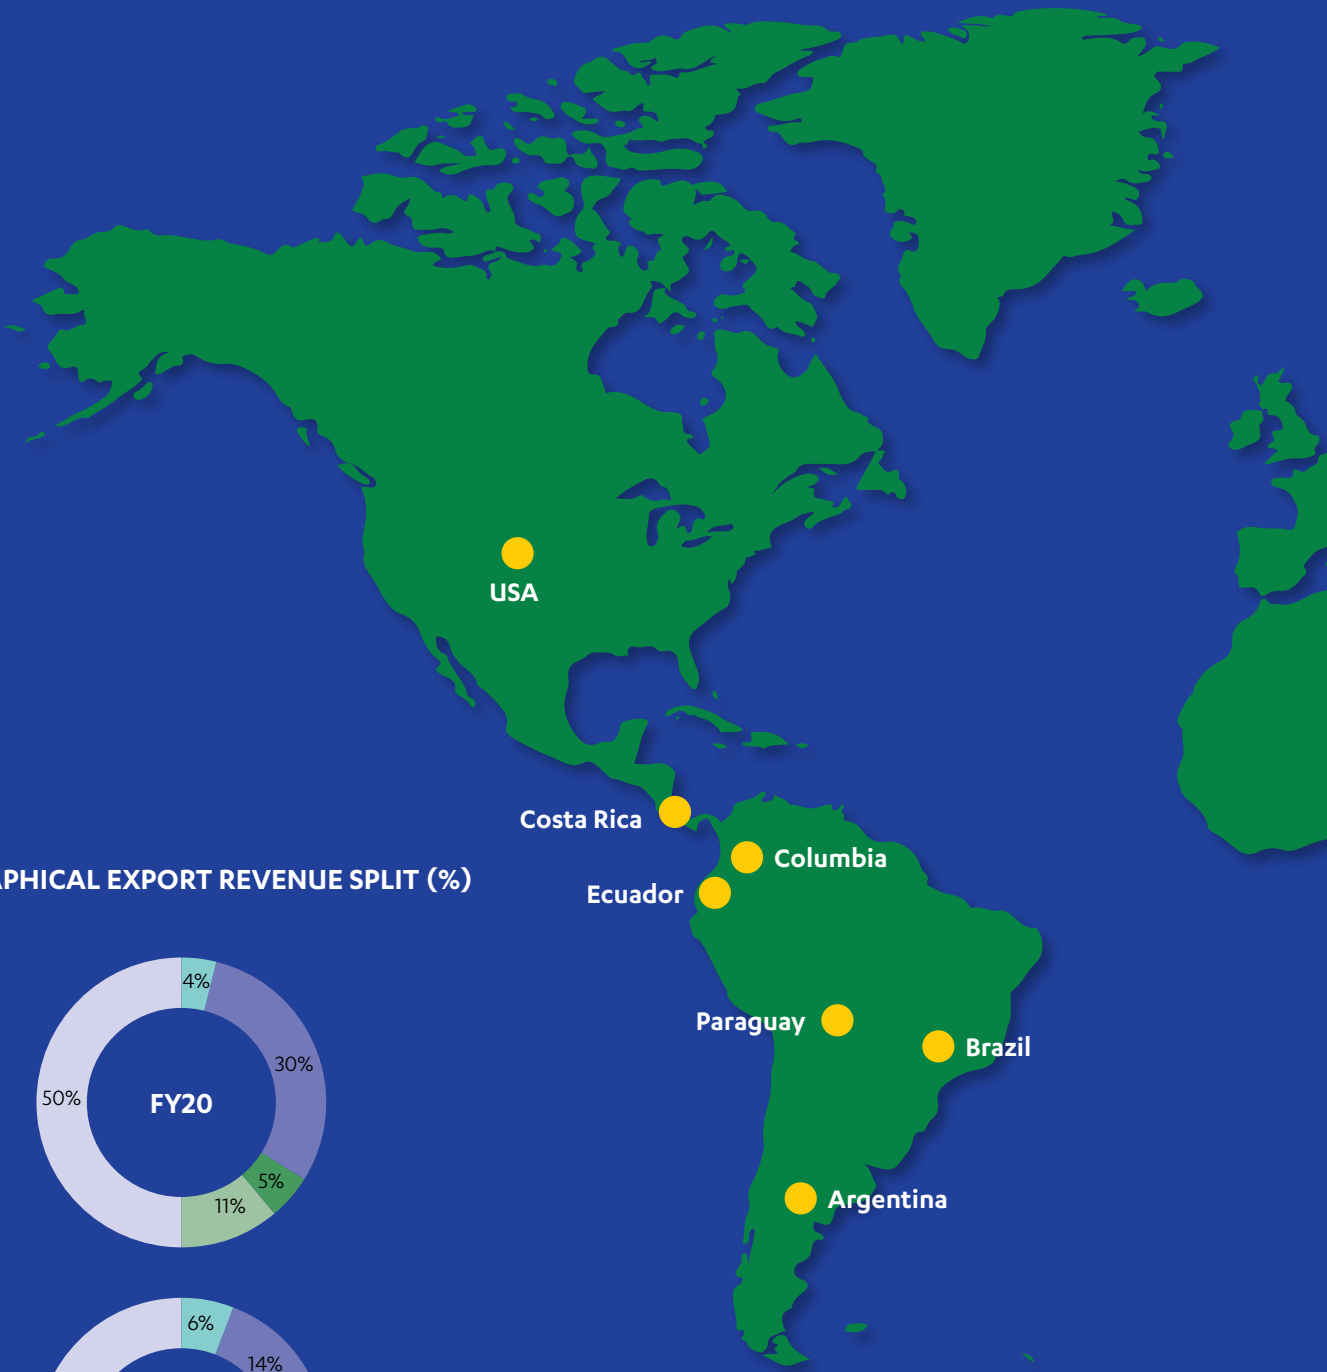 USA
Costa Rica
Columbia
Ecuador
Paraguay
Brazil
Argentina
APHICAL EXPORT REVENUE SPLIT (%)
4%
30%
50%
FY20
5%
11%
6%
14%